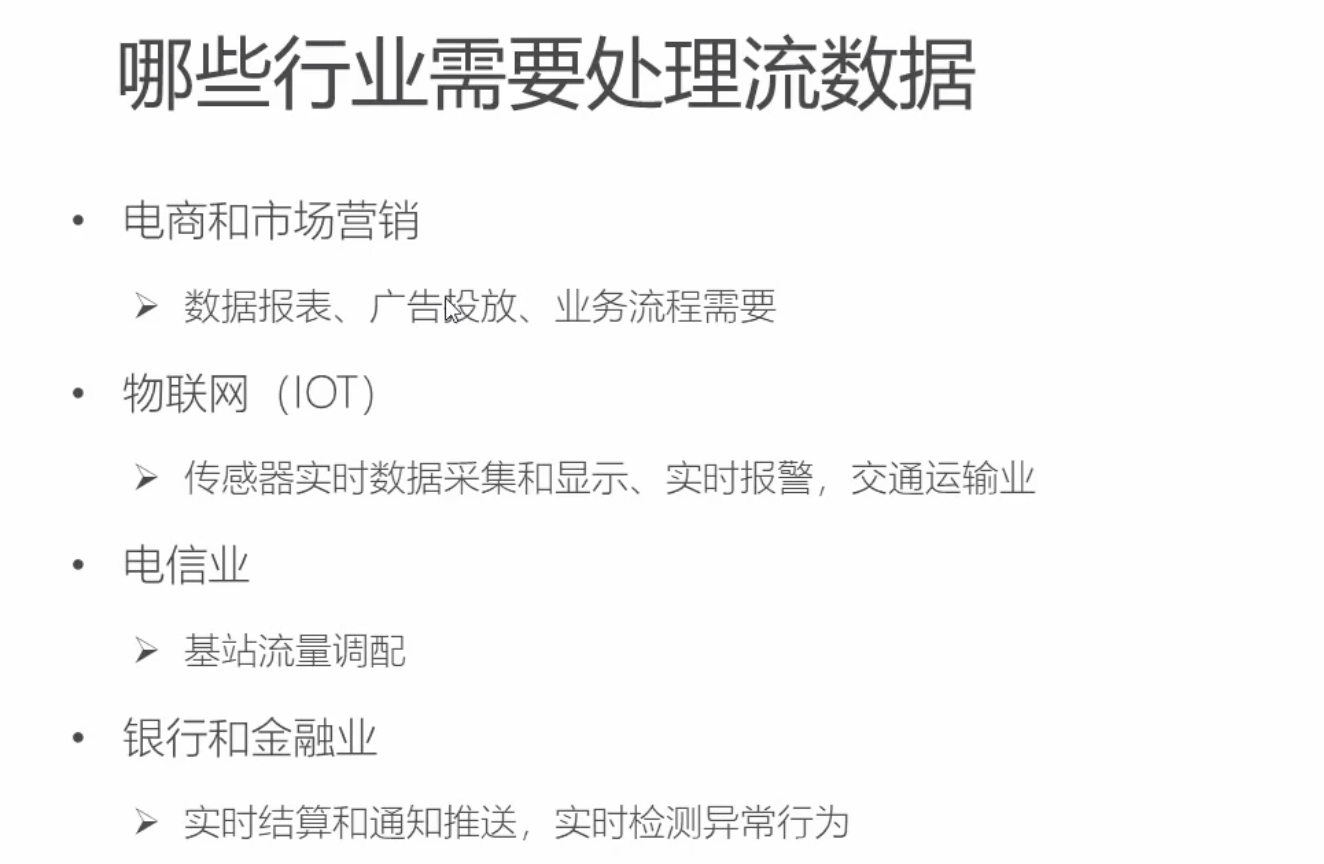 哪些行业需要处理流数据
• 电商和市场营销
➢ 数据报表、广告投放、业务流程需要
• 物联网（IOT）
➢ 传感器实时数据采集和显示、实时报警，交通运输业
• 电信业
➢ 基站流量调配
• 银行和金融业
➢ 实时结算和通知推送，实时检测异常行为